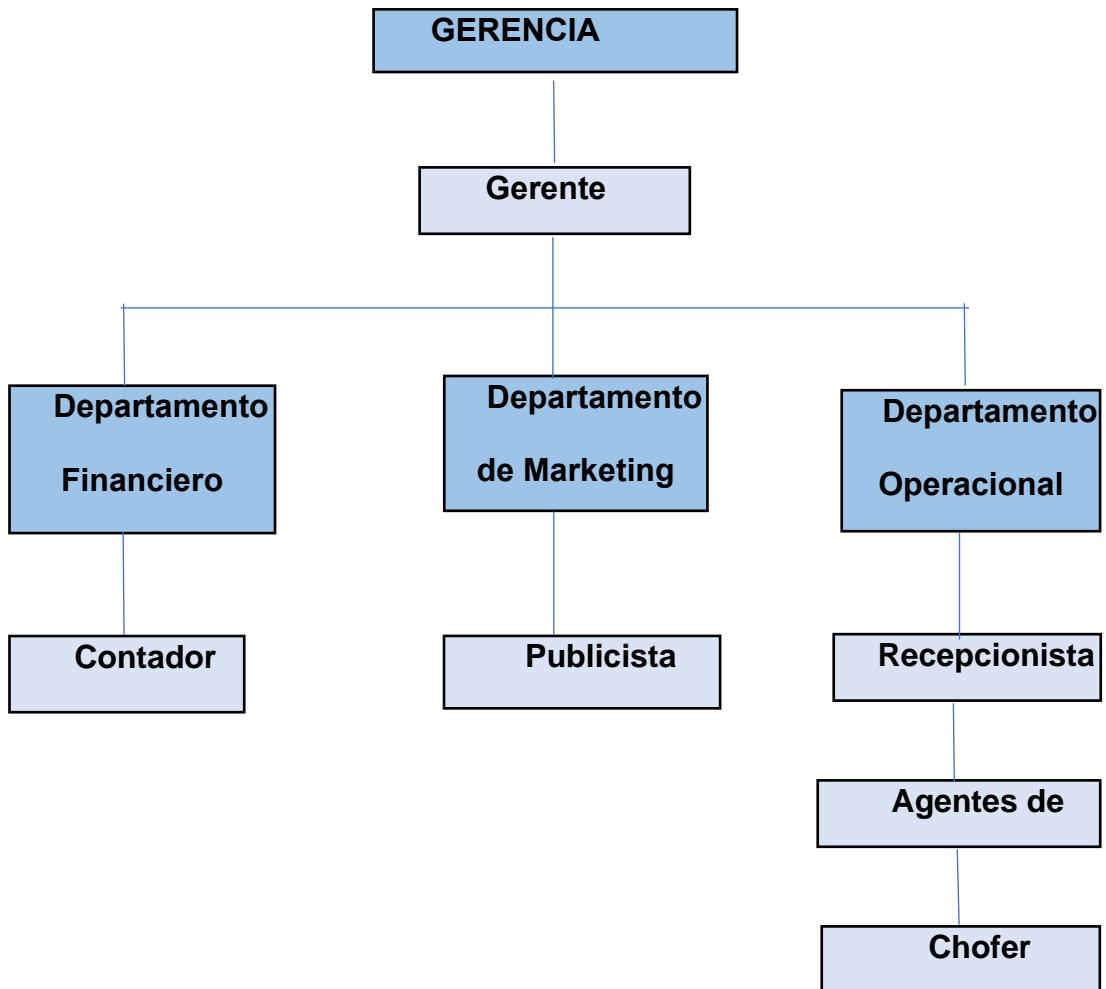 GERENCIA
Gerente
Departamento
Financiero
Departamento
de Marketing
Departamento
Operacional
Contador
Publicista
Recepcionista
Agentes de
Chofer